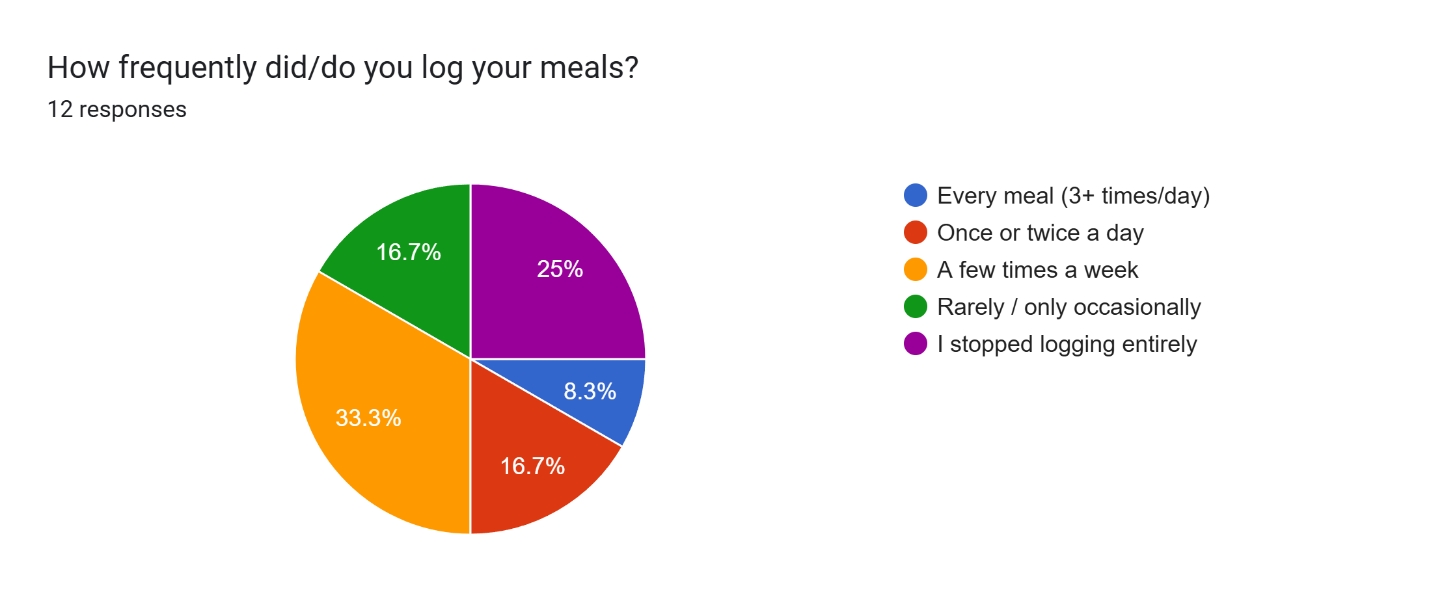 How frequently did/do you log your meals?
12 responses
16.7%
25%
8.3%
33.3%
16.7%
Every meal (3+ times/day)
Once or twice a day
A few times a week
Rarely / only occasionally
I stopped logging entirely